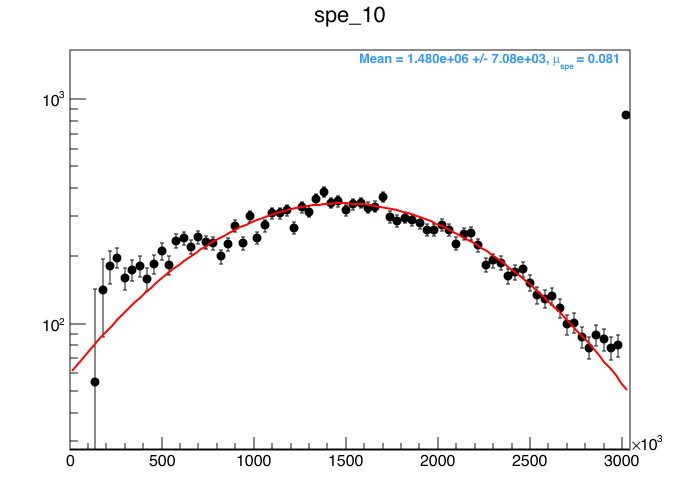 spe_10
Mean = 1.480e+06 +/- 7.08e+03, μspe = 0.081
10³
10²
0 500 1000 1500 2000 2500 3000 ×10³